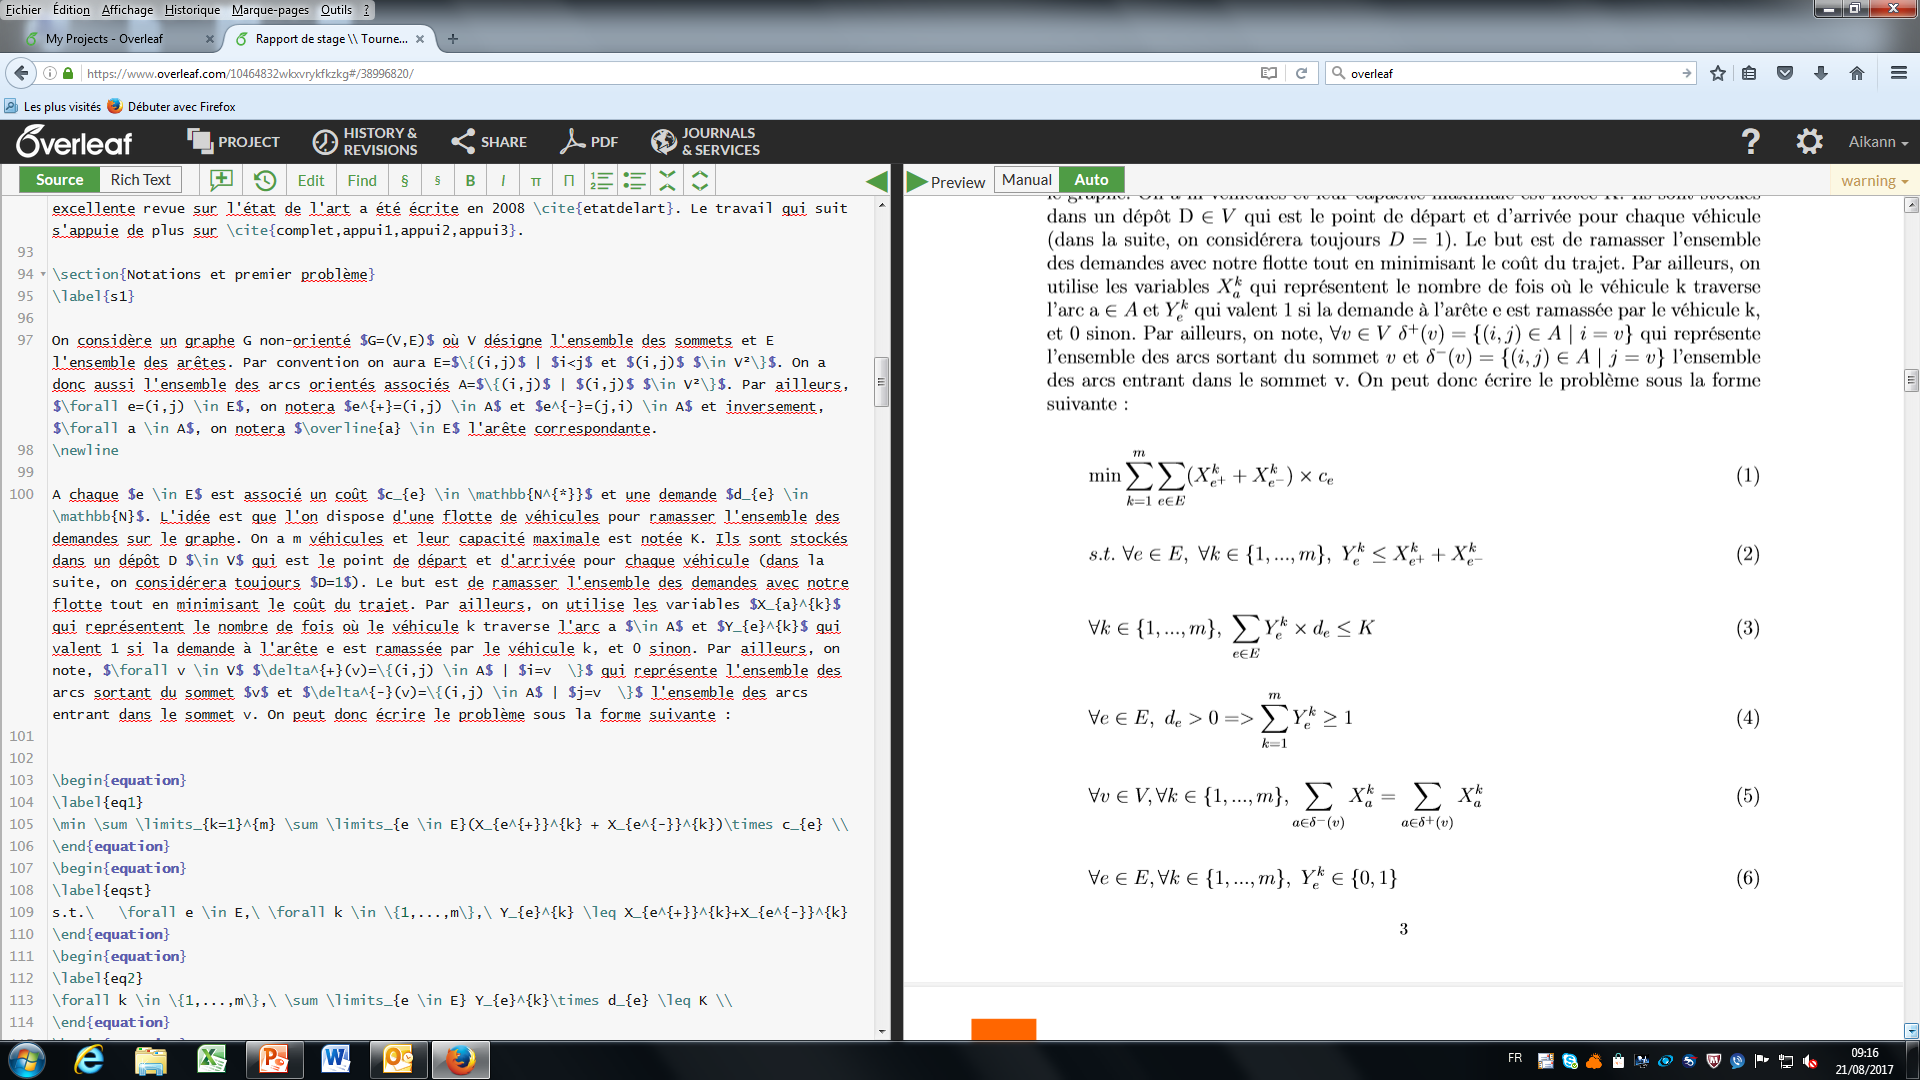 Fichier Édition Affichage Historique Marque-pages Outils ?
My Projects - Overleaf
Rapport de stage \\ Tourne...
https://www.overleaf.com/10464832wkxvrykfkzkg#/38996820/
overleaf
Les plus visités Débuter avec Firefox
Overleaf PROJECT HISTORY & REVISIONS SHARE PDF JOURNALS & SERVICES ? Aikann
Source Rich Text Edit Find § § B I π Π Preview Manual Auto warning
excellente revue sur l'état de l'art a été écrite en 2008 \cite{etatdelart}. Le travail qui suit
s'appuie de plus sur \cite{complet,appui1,appui2,appui3}.
93
94 \section{Notations et premier problème}
95 \label{s1}
96
97 On considère un graphe G non-orienté $G=(V,E)$ où V désigne l'ensemble des sommets et E
l'ensemble des arêtes. Par convention on aura E=$\{(i,j)$ | $i<j$ et $(i,j)$ $\in V²\}$. On a
donc aussi l'ensemble des arcs orientés associés A=$\{(i,j)$ | $(i,j)$ $\in V²\}$. Par ailleurs,
$\forall e=(i,j) \in E$, on notera $e^{+}=(i,j) \in A$ et $e^{-}=(j,i) \in A$ et inversement,
$\forall a \in A$, on notera $\overline{a} \in E$ l'arête correspondante.
98 \newline
99
100 A chaque $e \in E$ est associé un coût $c_{e} \in \mathbb{N^{*}}$ et une demande $d_{e} \in
\mathbb{N}$. L'idée est que l'on dispose d'une flotte de véhicules pour ramasser l'ensemble des
demandes sur le graphe. On a m véhicules et leur capacité maximale est notée K. Ils sont stockés
dans un dépôt D $\in V$ qui est le point de départ et d'arrivée pour chaque véhicule (dans la
suite, on considérera toujours $D=1$). Le but est de ramasser l'ensemble des demandes avec notre
flotte tout en minimisant le coût du trajet. Par ailleurs, on utilise les variables $X_{a}^{k}$
qui représentent le nombre de fois où le véhicule k traverse l'arc a $\in A$ et $Y_{e}^{k}$ qui
valent 1 si la demande à l'arête e est ramassée par le véhicule k, et 0 sinon. Par ailleurs, on
note, $\forall v \in V$ $\delta^{+}(v)=\{(i,j) \in A$ | $i=v  \}$ qui représente l'ensemble des
arcs sortant du sommet $v$ et $\delta^{-}(v)=\{(i,j) \in A$ | $j=v  \}$ l'ensemble des arcs
entrant dans le sommet v. On peut donc écrire le problème sous la forme suivante :
101
102
103 \begin{equation}
104 \label{eq1}
105 \min \sum \limits_{k=1}^{m} \sum \limits_{e \in E}(X_{e^{+}}^{k} + X_{e^{-}}^{k})\times c_{e} \\
106 \end{equation}
107 \begin{equation}
108 \label{eqst}
109 s.t.\   \forall e \in E,\ \forall k \in \{1,...,m\},\ Y_{e}^{k} \leq X_{e^{+}}^{k}+X_{e^{-}}^{k}
110 \end{equation}
111 \begin{equation}
112 \label{eq2}
113 \forall k \in \{1,...,m\},\ \sum \limits_{e \in E} Y_{e}^{k}\times d_{e} \leq K \\
114 \end{equation}
dans un dépôt D ∈ V qui est le point de départ et d'arrivée pour chaque véhicule
(dans la suite, on considérera toujours D = 1). Le but est de ramasser l'ensemble
des demandes avec notre flotte tout en minimisant le coût du trajet. Par ailleurs, on
utilise les variables X_a^k qui représentent le nombre de fois où le véhicule k traverse
l'arc a ∈ A et Y_e^k qui valent 1 si la demande à l'arête e est ramassée par le véhicule k,
et 0 sinon. Par ailleurs, on note, ∀v ∈ V δ⁺(v) = {(i, j) ∈ A | i = v} qui représente
l'ensemble des arcs sortant du sommet v et δ⁻(v) = {(i, j) ∈ A | j = v} l'ensemble
des arcs entrant dans le sommet v. On peut donc écrire le problème sous la forme
suivante :
min ∑_{k=1}^{m} ∑_{e∈E} (X_{e⁺}^k + X_{e⁻}^k) × c_e (1)
s.t. ∀e ∈ E, ∀k ∈ {1, ..., m}, Y_e^k ≤ X_{e⁺}^k + X_{e⁻}^k (2)
∀k ∈ {1, ..., m}, ∑_{e∈E} Y_e^k × d_e ≤ K (3)
∀e ∈ E, d_e > 0 => ∑_{k=1}^{m} Y_e^k ≥ 1 (4)
∀v ∈ V, ∀k ∈ {1, ..., m}, ∑_{a∈δ⁻(v)} X_a^k = ∑_{a∈δ⁺(v)} X_a^k (5)
∀e ∈ E, ∀k ∈ {1, ..., m}, Y_e^k ∈ {0, 1} (6)
3
FR
09:16
21/08/2017